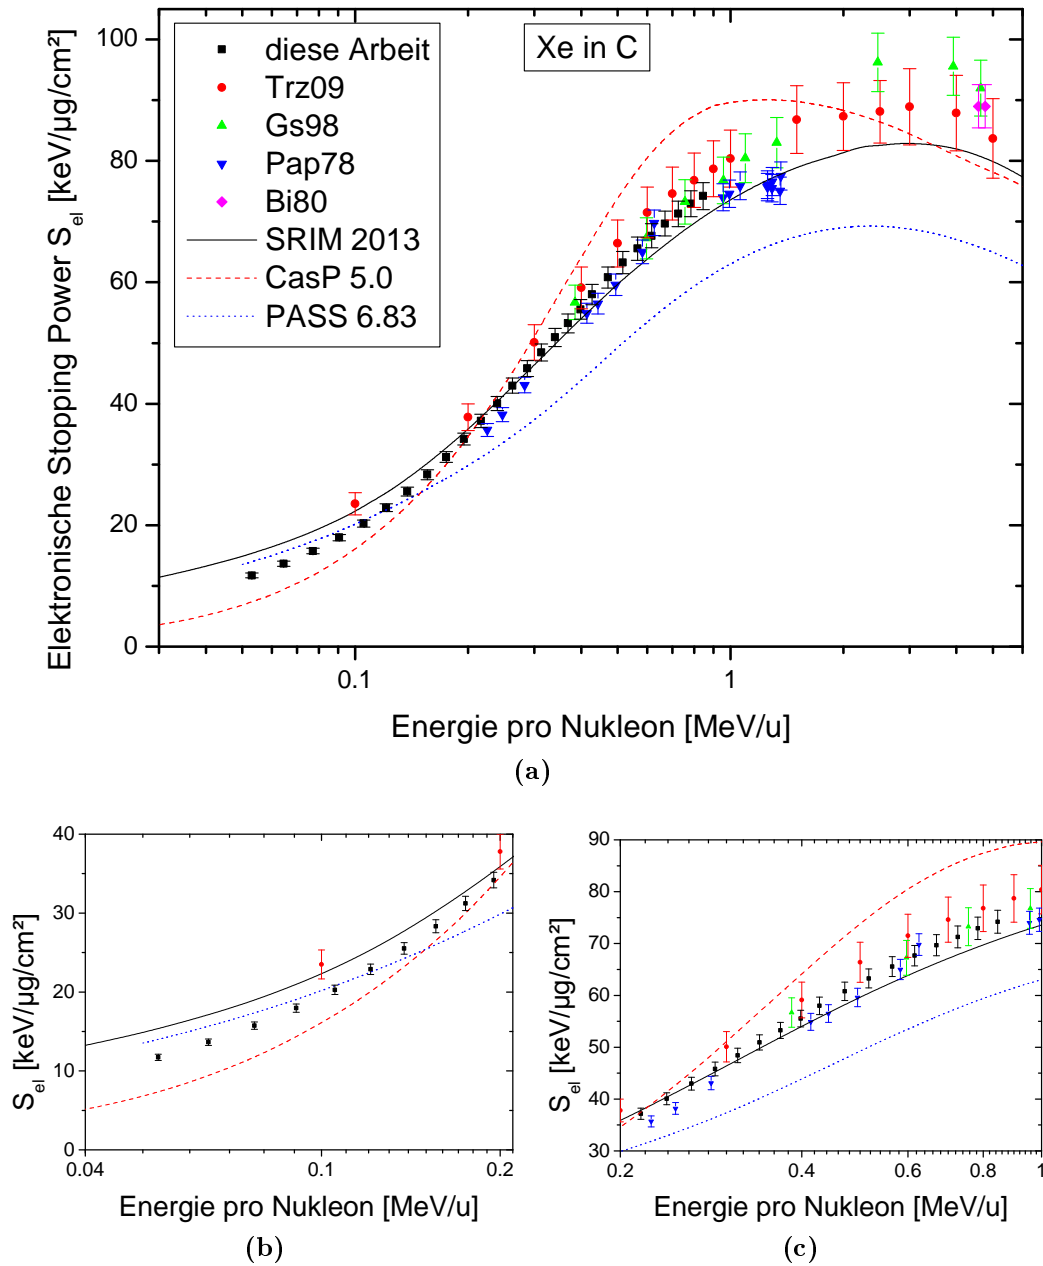 Elektronische Stopping Power S_el [keV/µg/cm²]
100
80
60
40
20
0
diese Arbeit
Trz09
Gs98
Pap78
Bi80
SRIM 2013
CasP 5.0
PASS 6.83
Xe in C
0.1
1
Energie pro Nukleon [MeV/u]
(a)
S_el [keV/µg/cm²]
40
30
20
10
0
0.04
0.1
0.2
Energie pro Nukleon [MeV/u]
(b)
S_el [keV/µg/cm²]
90
80
70
60
50
40
30
0.2
0.4
0.6
0.8
1
Energie pro Nukleon [MeV/u]
(c)